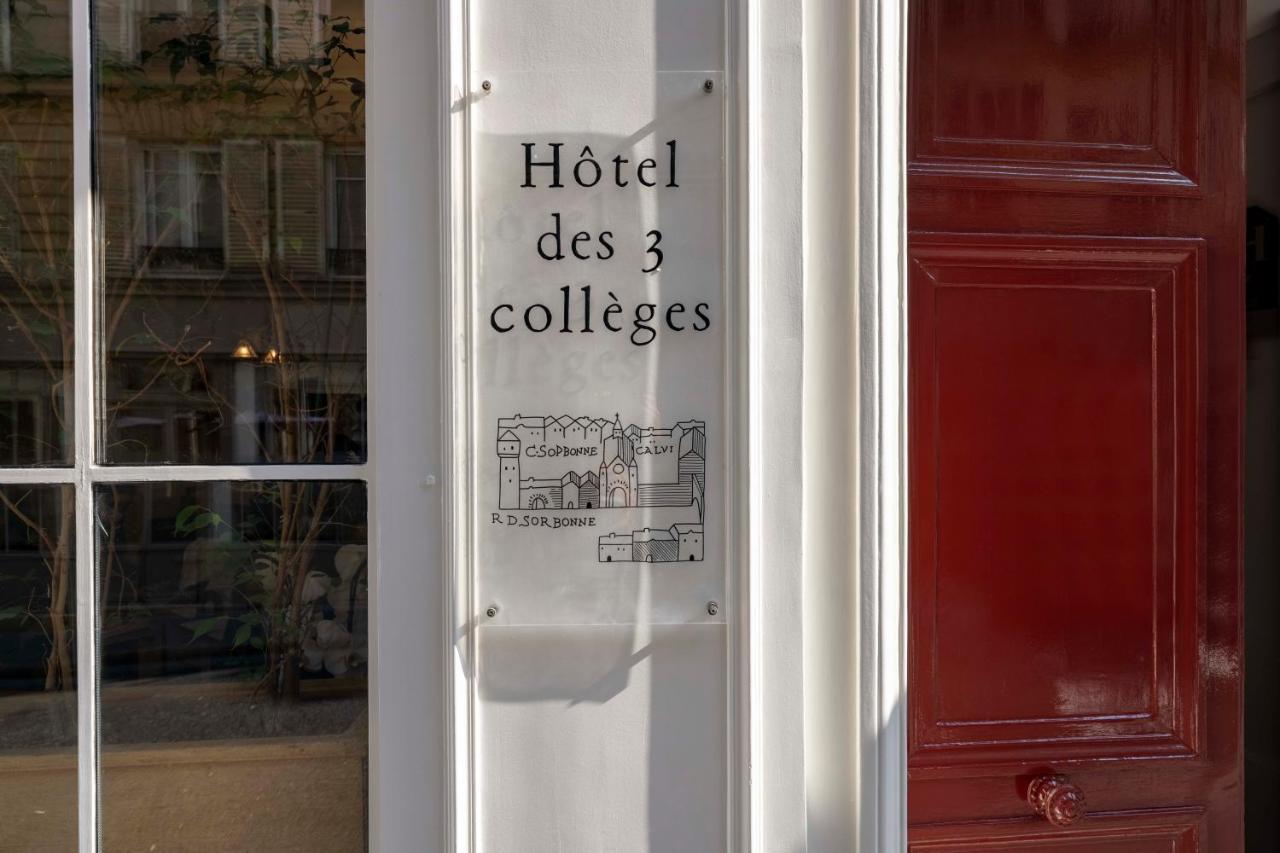 Hôtel
des 3
collèges
C.SOPBONNE CALVI
R D.SORBONNE